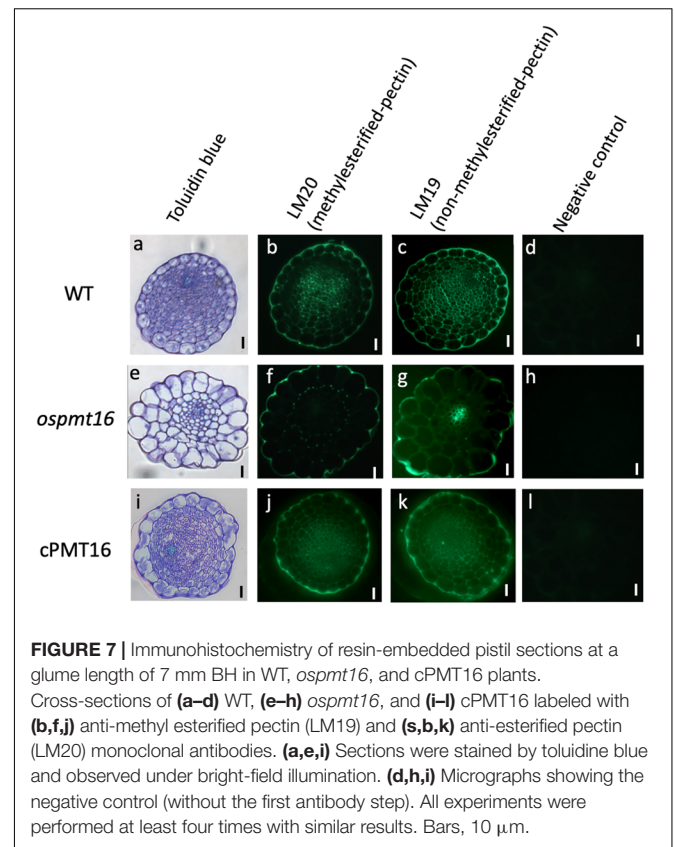 Toluidin blue
LM20
(methylesterified-pectin)
LM19
(non-methylesterified-pectin)
Negative control
a
b
c
d
WT
e
f
g
h
ospmt16
i
j
k
l
cPMT16
FIGURE 7 | Immunohistochemistry of resin-embedded pistil sections at a
glume length of 7 mm BH in WT, ospmt16, and cPMT16 plants.
Cross-sections of (a–d) WT, (e–h) ospmt16, and (i–l) cPMT16 labeled with
(b,f,j) anti-methyl esterified pectin (LM19) and (s,b,k) anti-esterified pectin
(LM20) monoclonal antibodies. (a,e,i) Sections were stained by toluidine blue
and observed under bright-field illumination. (d,h,i) Micrographs showing the
negative control (without the first antibody step). All experiments were
performed at least four times with similar results. Bars, 10 μm.